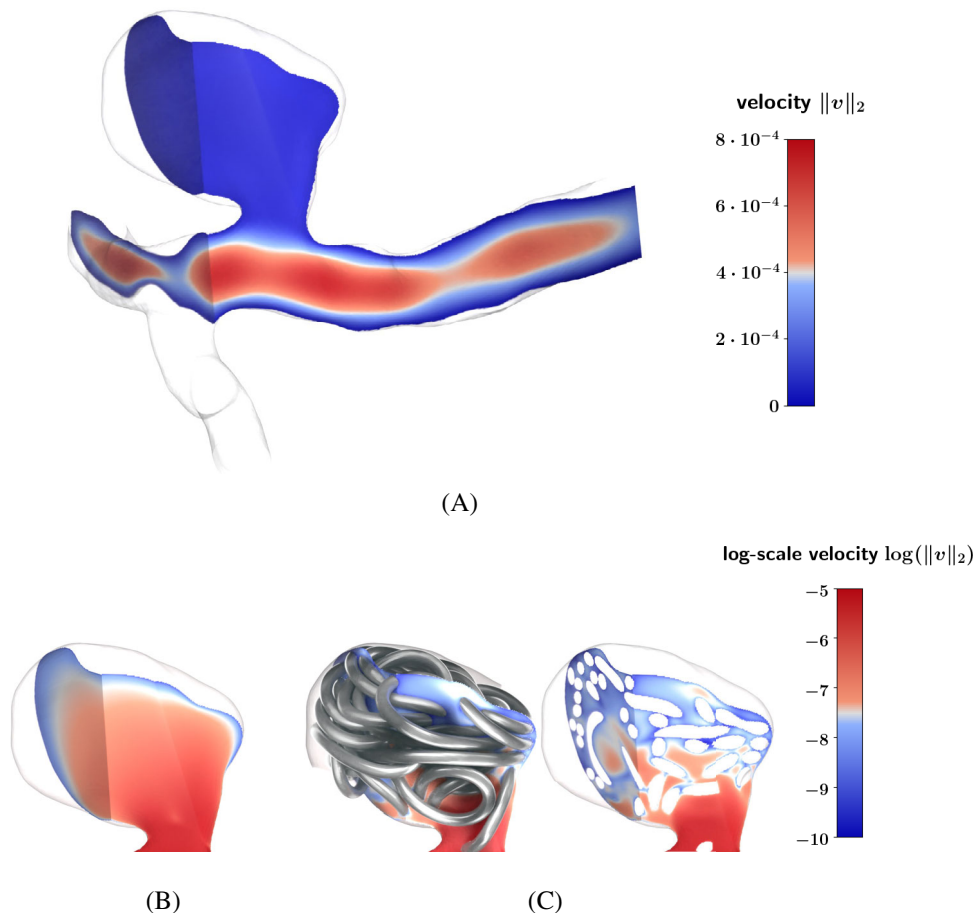 velocity ‖v‖₂
8 · 10⁻⁴
6 · 10⁻⁴
4 · 10⁻⁴
2 · 10⁻⁴
0
(A)
log-scale velocity log(‖v‖₂)
−5
−6
−7
−8
−9
−10
(B)
(C)